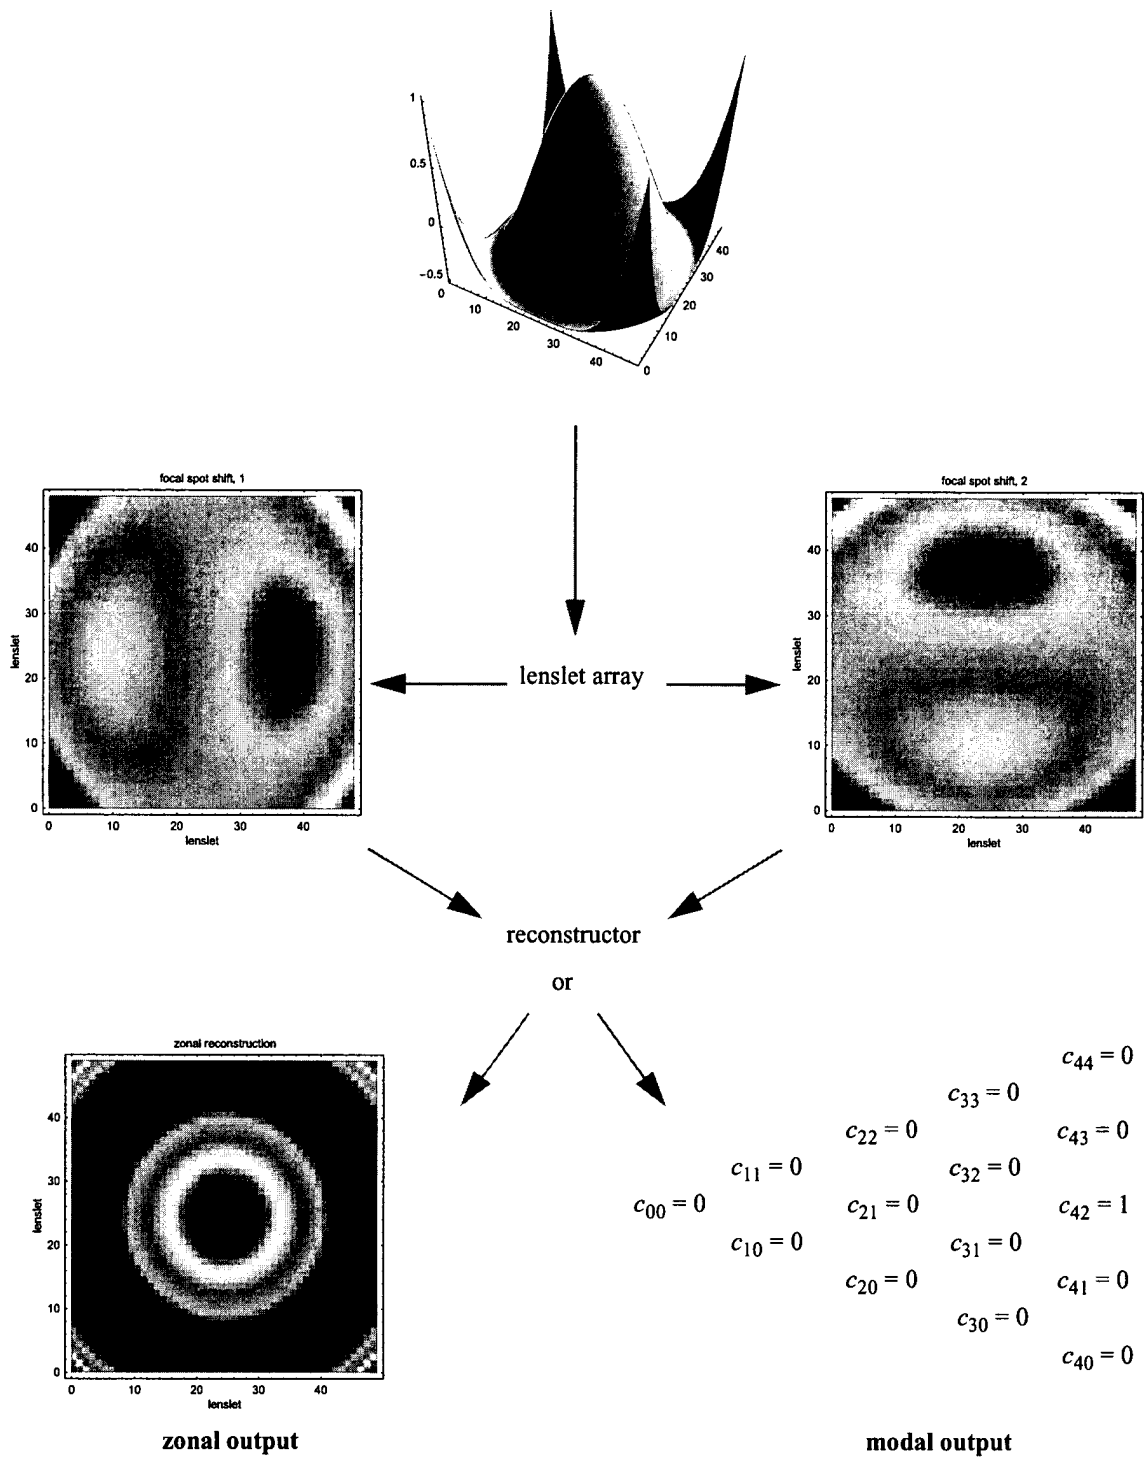 1
0.5
0
-0.5
0
10
20
30
40
0
10
20
30
40
focal spot shift, 1
lenslet
40
30
20
10
0
0
10
20
30
40
lenslet
lenslet array
focal spot shift, 2
lenslet
40
30
20
10
0
0
10
20
30
40
lenslet
reconstructor
or
zonal reconstruction
lenslet
40
30
20
10
0
0
10
20
30
40
lenslet
zonal output
c44 = 0
c33 = 0
c22 = 0
c43 = 0
c11 = 0
c32 = 0
c00 = 0
c21 = 0
c42 = 1
c10 = 0
c31 = 0
c20 = 0
c41 = 0
c30 = 0
c40 = 0
modal output